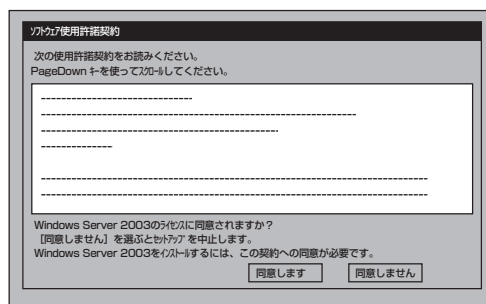 ソフトウェア使用許諾契約
次の使用許諾契約をお読みください。
PageDown キーを使ってスクロールしてください。
Windows Server 2003のライセンスに同意されますか？
［同意しません］を選ぶとセットアップを中止します。
Windows Server 2003をインストールするには、この契約への同意が必要です。
同意します 同意しません